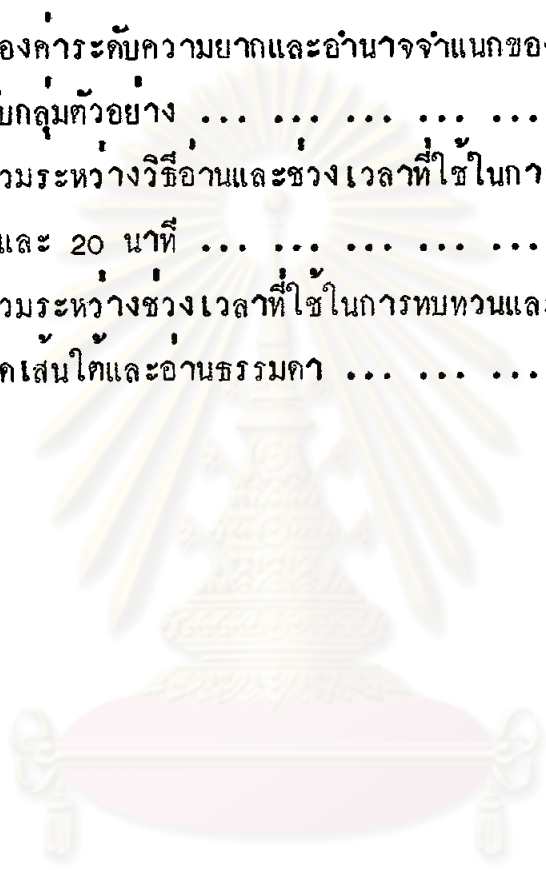 องค่าระดับความยากและอำนาจจำแนกขอ
บกลุ่มตัวอย่าง ... ... ... ... ...
วมระหว่างวิธีอ่านและช่วงเวลาที่ใช้ในกา
และ 20 นาที ... ... ... ... ...
วมระหว่างช่วงเวลาที่ใช้ในการทบทวนและ
ดเส้นใต้และอ่านธรรมดา ... ... ...